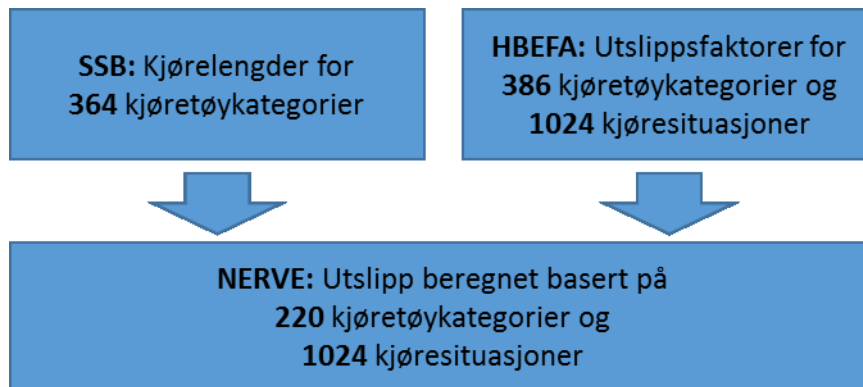 SSB: Kjørelengder for
364 kjøretøykategorier
HBEFA: Utslippsfaktorer for
386 kjøretøykategorier og
1024 kjøresituasjoner
NERVE: Utslipp beregnet basert på
220 kjøretøykategorier og
1024 kjøresituasjoner